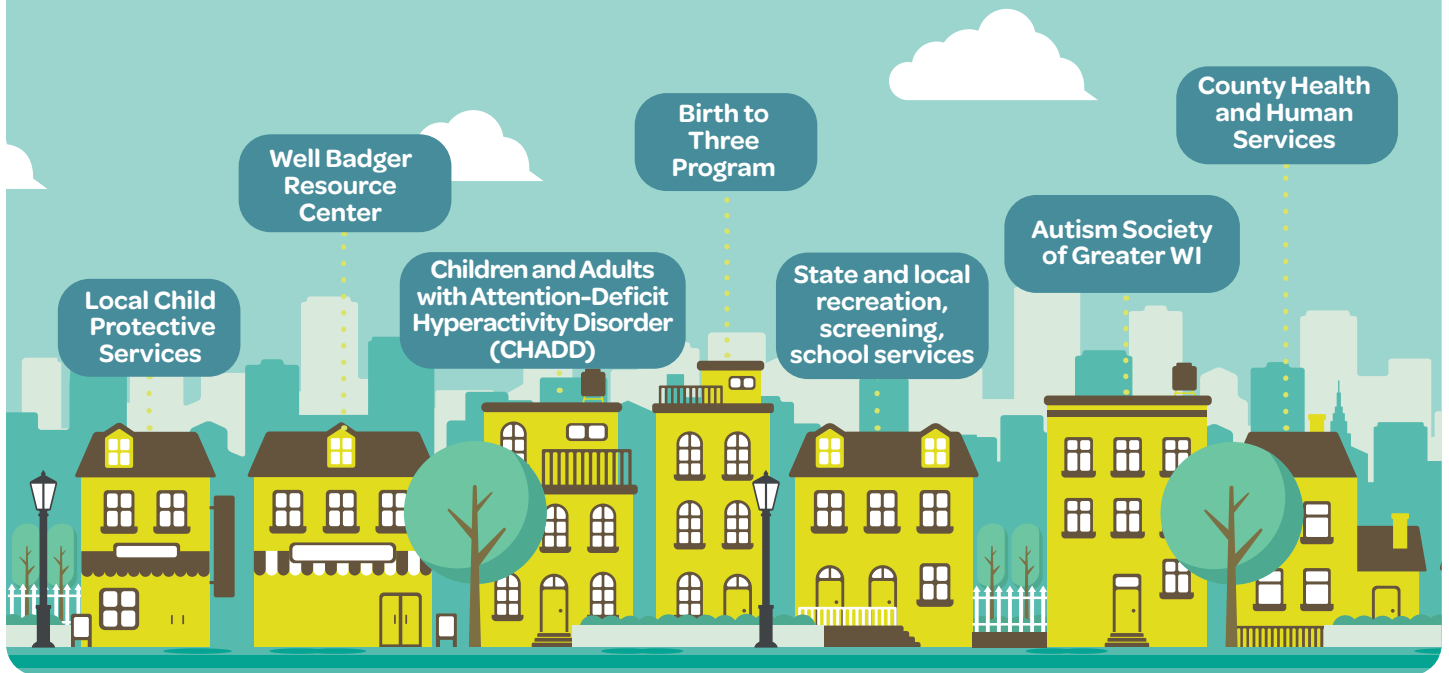 Local Child
Protective
Services
Well Badger
Resource
Center
Children and Adults
with Attention-Deficit
Hyperactivity Disorder
(CHADD)
Birth to
Three
Program
State and local
recreation,
screening,
school services
Autism Society
of Greater WI
County Health
and Human
Services